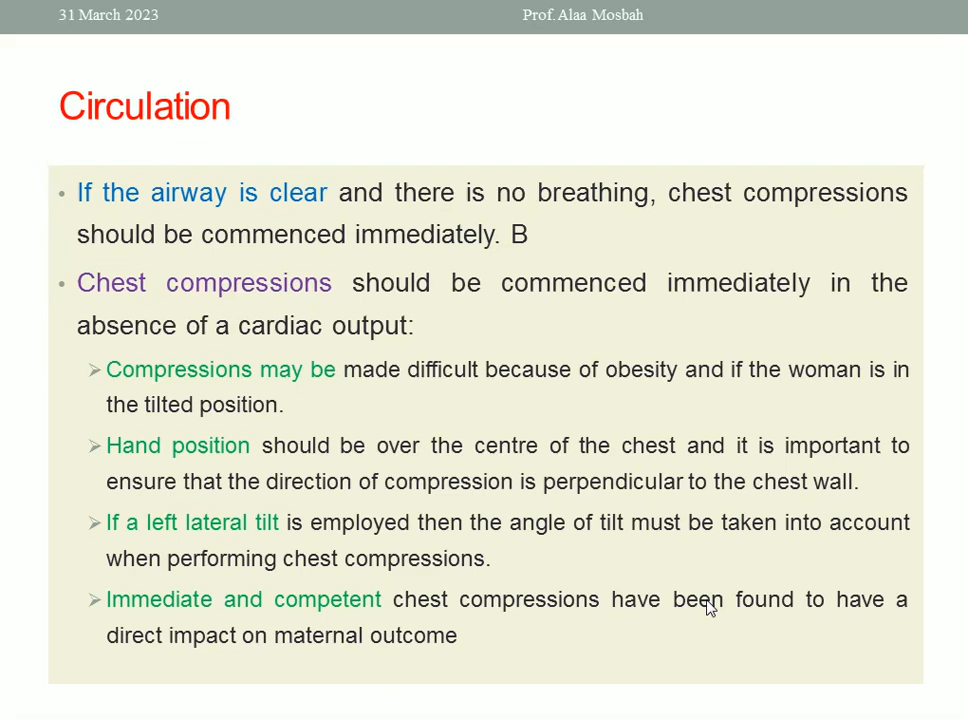 31 March 2023
Prof. Alaa Mosbah
Circulation
• If the airway is clear and there is no breathing, chest compressions
should be commenced immediately. B
• Chest compressions should be commenced immediately in the
absence of a cardiac output:
➢ Compressions may be made difficult because of obesity and if the woman is in
the tilted position.
➢ Hand position should be over the centre of the chest and it is important to
ensure that the direction of compression is perpendicular to the chest wall.
➢ If a left lateral tilt is employed then the angle of tilt must be taken into account
when performing chest compressions.
➢ Immediate and competent chest compressions have been found to have a
direct impact on maternal outcome